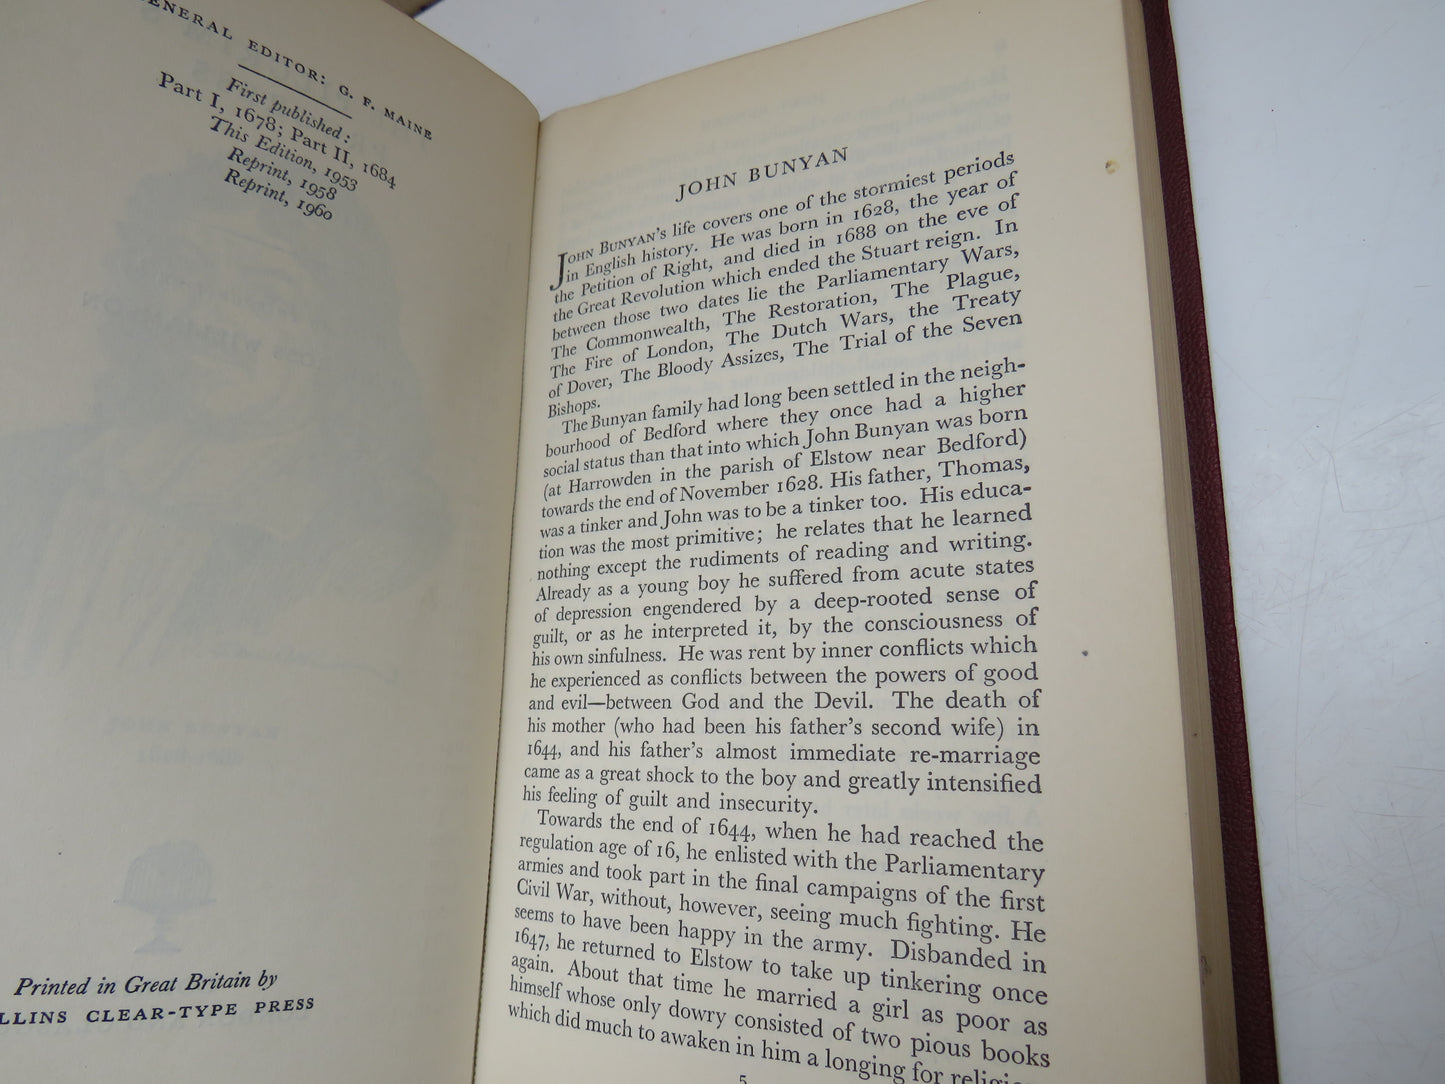 GENERAL EDITOR: G. F. MAINE
First published:
Part I, 1678; Part II, 1684
This Edition, 1953
Reprint, 1958
Reprint, 1960
Printed in Great Britain by
LLINS CLEAR-TYPE PRESS
JOHN BUNYAN
JOHN BUNYAN's life covers one of the stormiest periods
in English history. He was born in 1628, the year of
the Petition of Right, and died in 1688 on the eve of
the Great Revolution which ended the Stuart reign. In
between those two dates lie the Parliamentary Wars,
The Commonwealth, The Restoration, The Plague,
The Fire of London, The Dutch Wars, the Treaty
of Dover, The Bloody Assizes, The Trial of the Seven
Bishops.
The Bunyan family had long been settled in the neigh-
bourhood of Bedford where they once had a higher
social status than that into which John Bunyan was born
(at Harrowden in the parish of Elstow near Bedford)
towards the end of November 1628. His father, Thomas,
was a tinker and John was to be a tinker too. His educa-
tion was the most primitive; he relates that he learned
nothing except the rudiments of reading and writing.
Already as a young boy he suffered from acute states
of depression engendered by a deep-rooted sense of
guilt, or as he interpreted it, by the consciousness of
his own sinfulness. He was rent by inner conflicts which
he experienced as conflicts between the powers of good
and evil—between God and the Devil. The death of
his mother (who had been his father's second wife) in
1644, and his father's almost immediate re-marriage
came as a great shock to the boy and greatly intensified
his feeling of guilt and insecurity.
Towards the end of 1644, when he had reached the
regulation age of 16, he enlisted with the Parliamentary
armies and took part in the final campaigns of the first
Civil War, without, however, seeing much fighting. He
seems to have been happy in the army. Disbanded in
1647, he returned to Elstow to take up tinkering once
again. About that time he married a girl as poor as
himself whose only dowry consisted of two pious books
which did much to awaken in him a longing for
5